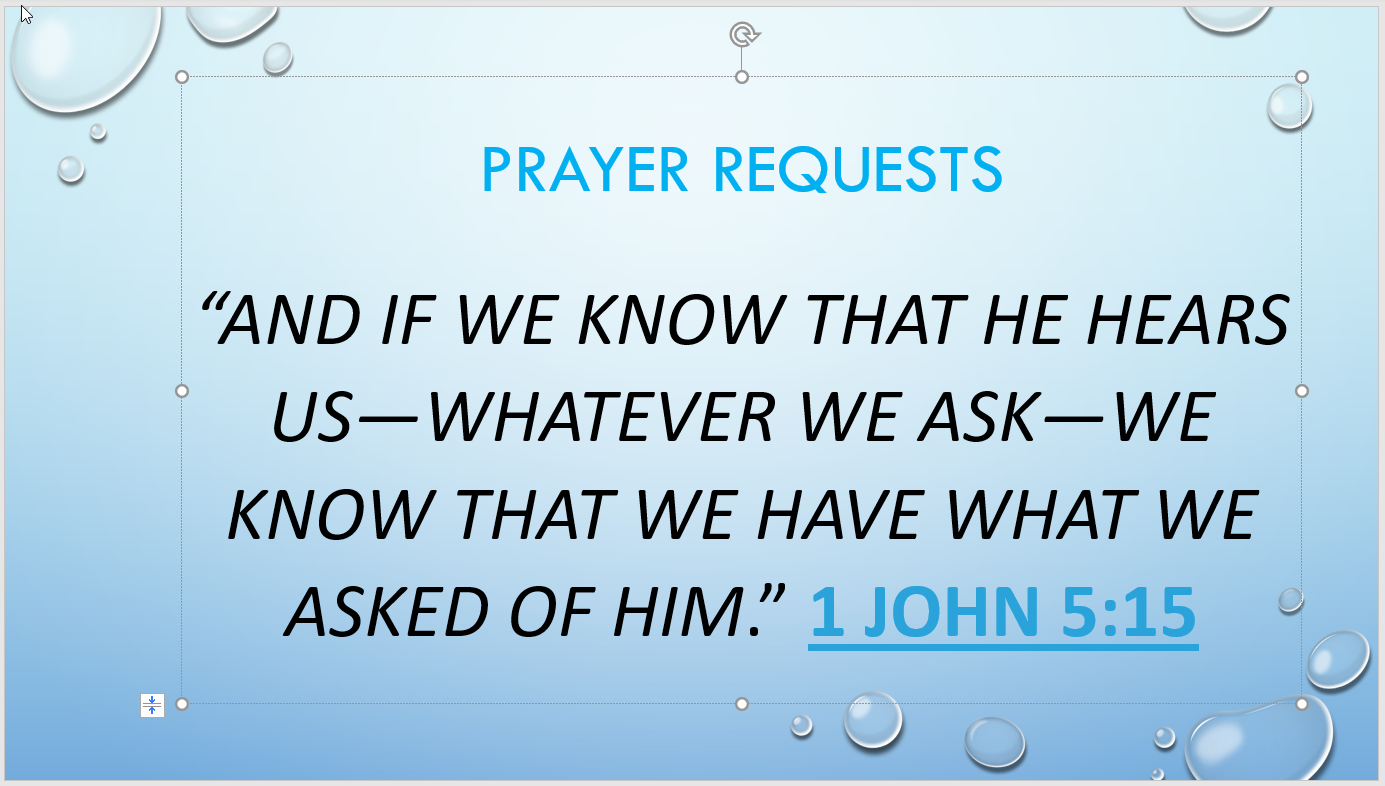 PRAYER REQUESTS
“AND IF WE KNOW THAT HE HEARS
US—WHATEVER WE ASK—WE
KNOW THAT WE HAVE WHAT WE
ASKED OF HIM.” 1 JOHN 5:15